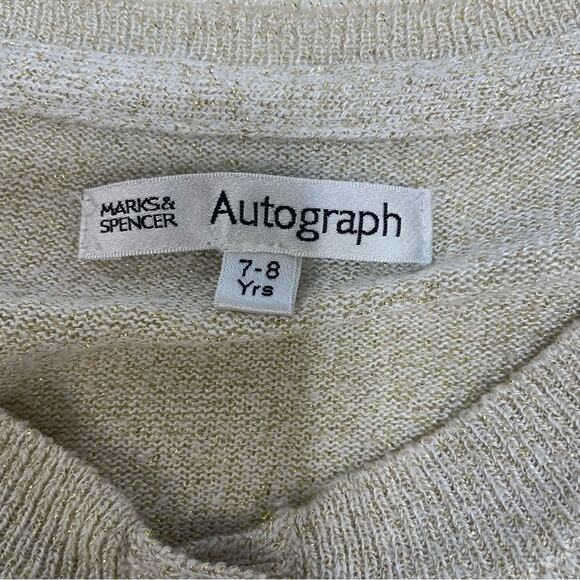 MARKS&
SPENCER
Autograph
7-8
Yrs